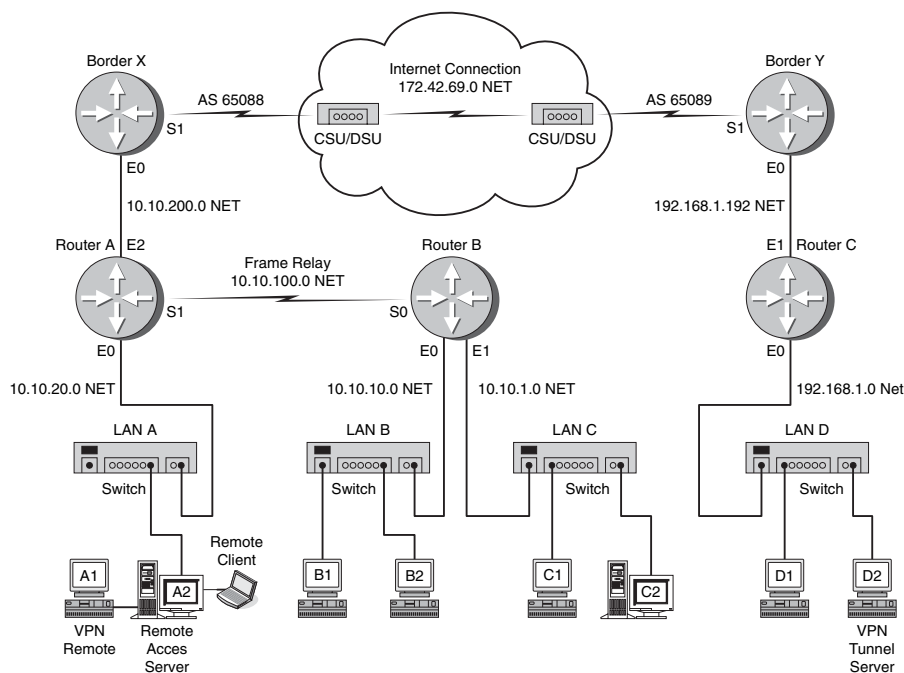 Border X
Internet Connection
172.42.69.0 NET
Border Y
AS 65088
AS 65089
S1
CSU/DSU
CSU/DSU
S1
E0
E0
10.10.200.0 NET
192.168.1.192 NET
Router A
E2
Frame Relay
10.10.100.0 NET
Router B
E1
Router C
S1
S0
E0
E0
E1
E0
10.10.20.0 NET
10.10.10.0 NET
10.10.1.0 NET
192.168.1.0 Net
LAN A
LAN B
LAN C
LAN D
Switch
Switch
Switch
Switch
Remote
Client
A1
A2
B1
B2
C1
C2
D1
D2
VPN
Remote
Remote
Acces
Server
VPN
Tunnel
Server